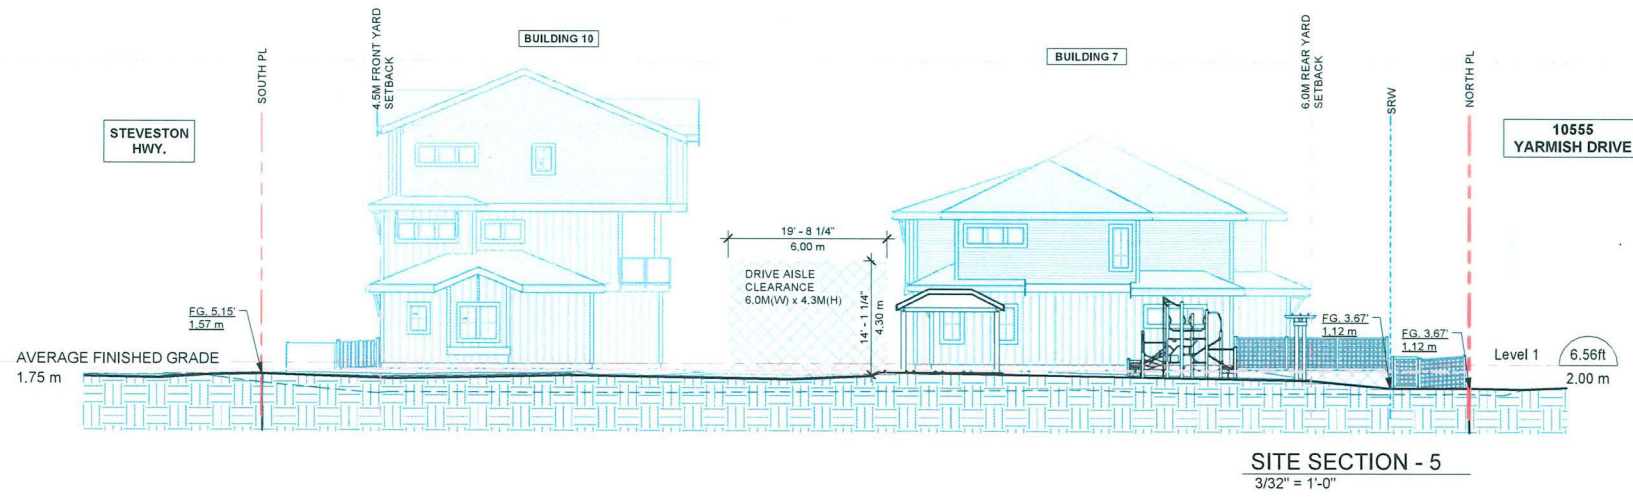 BUILDING 10
BUILDING 7
SOUTH PL
4.5M FRONT YARD
SETBACK
6.0M REAR YARD
SETBACK
SRW
NORTH PL
STEVESTON
HWY.
10555
YARMISH DRIVE
19' - 8 1/4"
6.00 m
DRIVE AISLE
CLEARANCE
6.0M(W) x 4.3M(H)
14' - 1 1/4"
4.30 m
FG. 5.15'
1.57 m
FG. 3.67'
1.12 m
FG. 3.67'
1.12 m
AVERAGE FINISHED GRADE
1.75 m
Level 1
6.56ft
2.00 m
SITE SECTION - 5
3/32" = 1'-0"